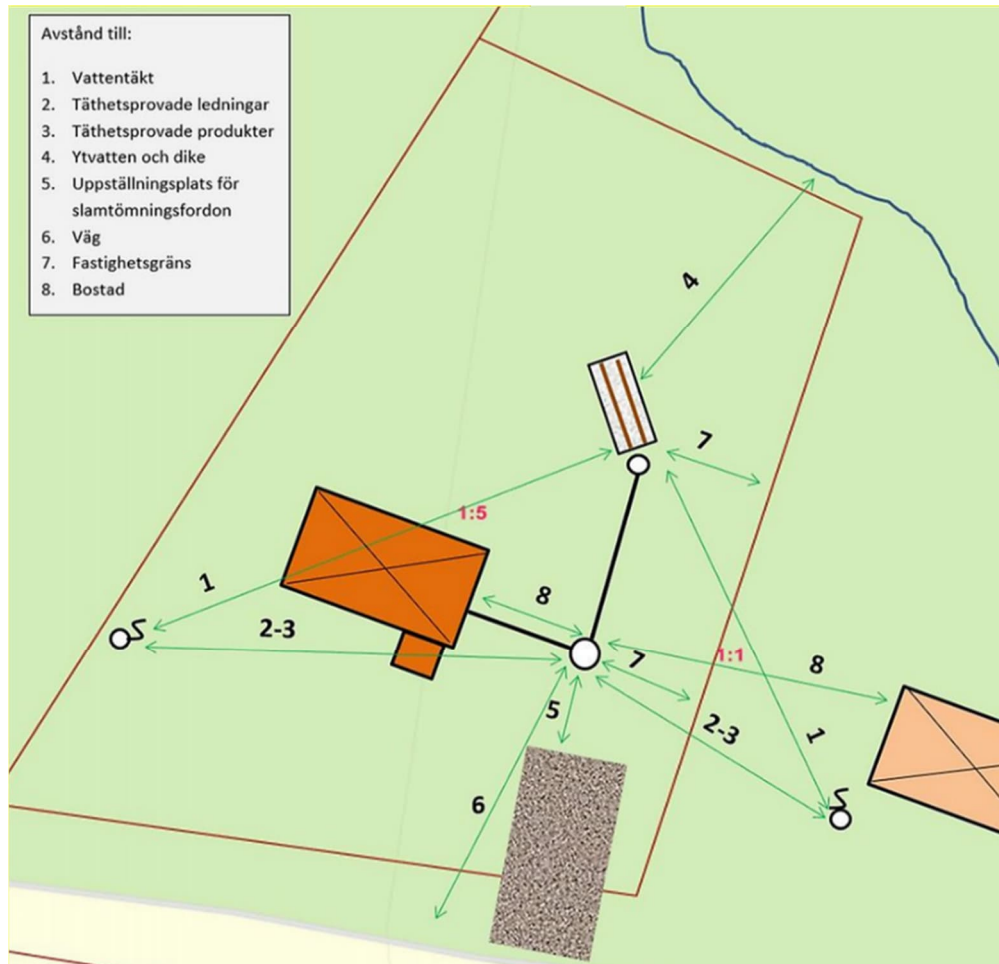 Avstånd till:
1. Vattentäkt
2. Täthetsprovade ledningar
3. Täthetsprovade produkter
4. Ytvatten och dike
5. Uppställningsplats för
slamtömningsfordon
6. Väg
7. Fastighetsgräns
8. Bostad
4
7
1:5
1
8
2-3
7
1:1
8
5
2-3
1
6